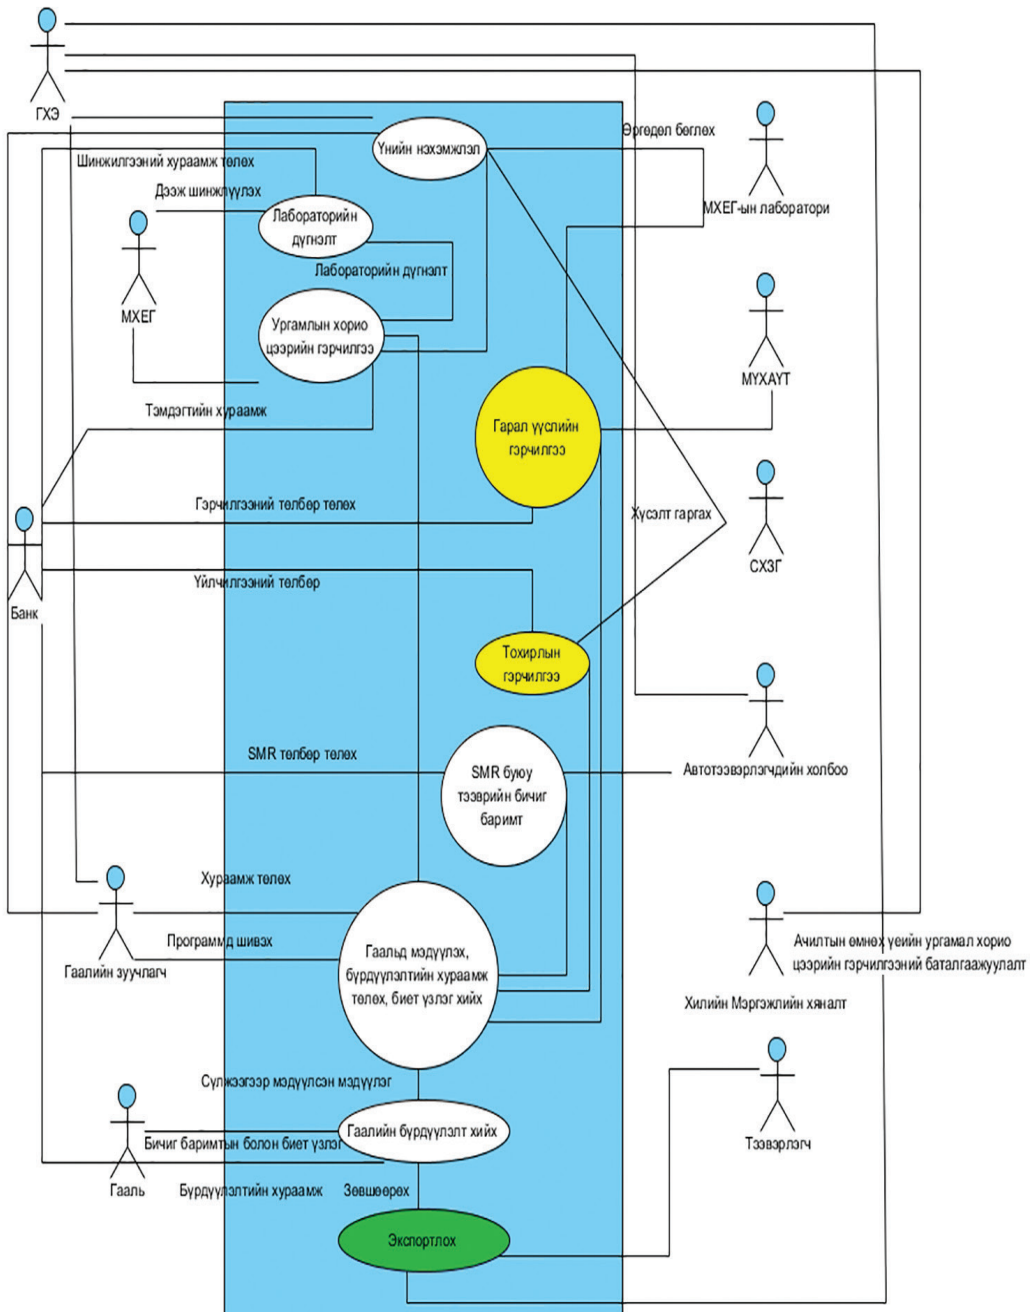 ГХЭ
Үнийн нэхэмжлэл
Өргөдөл бөглөх
Шинжилгээний хураамж төлөх
Дээж шинжлүүлэх
Лабораторийн
дүгнэлт
МХЕГ-ын лаборатори
Лабораторийн дүгнэлт
МХЕГ
Ургамлын хорио
цээрийн гэрчилгээ
МҮХАҮТ
Тэмдэгтийн хураамж
Гарал үүслийн
гэрчилгээ
Гэрчилгээний төлбөр төлөх
Хүсэлт гаргах
СХЗГ
Үйлчилгээний төлбөр
Банк
Тохирлын
гэрчилгээ
SMR төлбөр төлөх
SMR буюу
тээврийн бичиг
баримт
Автотээвэрлэгчдийн холбоо
Хураамж төлөх
Программд шивэх
Гаалийн зуучлагч
Гаальд мэдүүлэх,
бүрдүүлэлтийн хураамж
төлөх, биет үзлэг хийх
Ачилтын өмнөх үеийн ургамал хорио
цээрийн гэрчилгээний баталгаажуулалт
Хилийн Мэргэжлийн хяналт
Сүлжээгээр мэдүүлсэн мэдүүлэг
Гаалийн бүрдүүлэлт хийх
Бичиг баримтын болон биет үзлэг
Тээвэрлэгч
Гааль
Бүрдүүлэлтийн хураамж
Зөвшөөрөх
Экспортлох